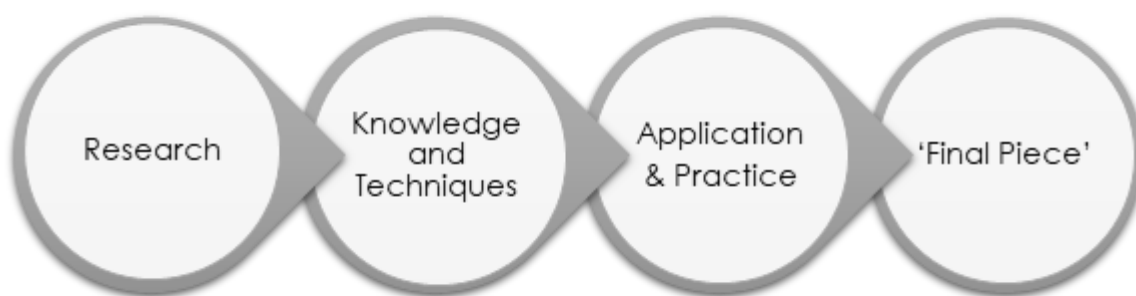 Research
Knowledge
and
Techniques
Application
& Practice
‘Final Piece’